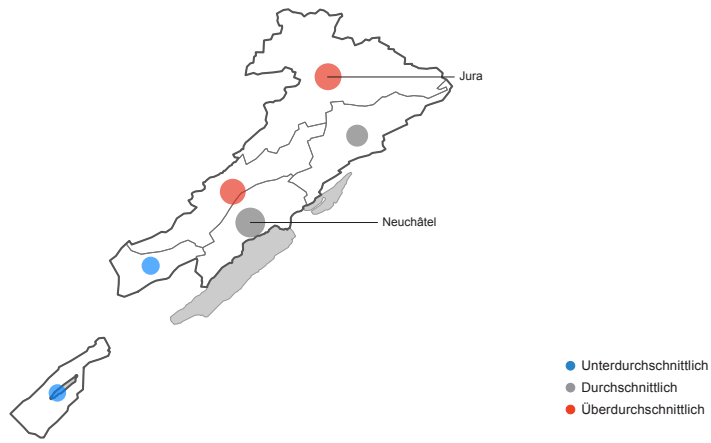 Jura
Neuchâtel
Unterdurchschnittlich
Durchschnittlich
Überdurchschnittlich